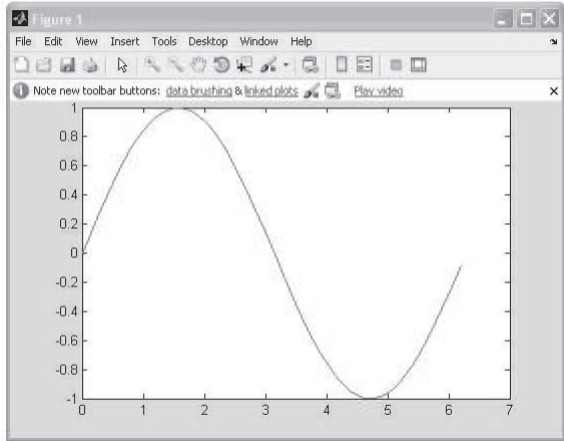 Figure 1
File Edit View Insert Tools Desktop Window Help
Note new toolbar buttons: data brushing & linked plots Play video
1
0.8
0.6
0.4
0.2
0
-0.2
-0.4
-0.6
-0.8
-1
0 1 2 3 4 5 6 7